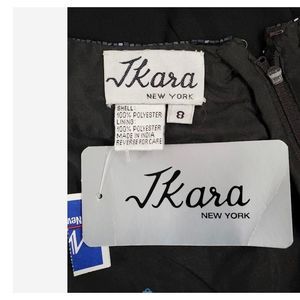 JKara
NEW YORK
SHELL:
100% POLYESTER
LINING:
100% POLYESTER
MADE IN INDIA
REVERSE FOR CARE
8
JKara
NEW YORK
New